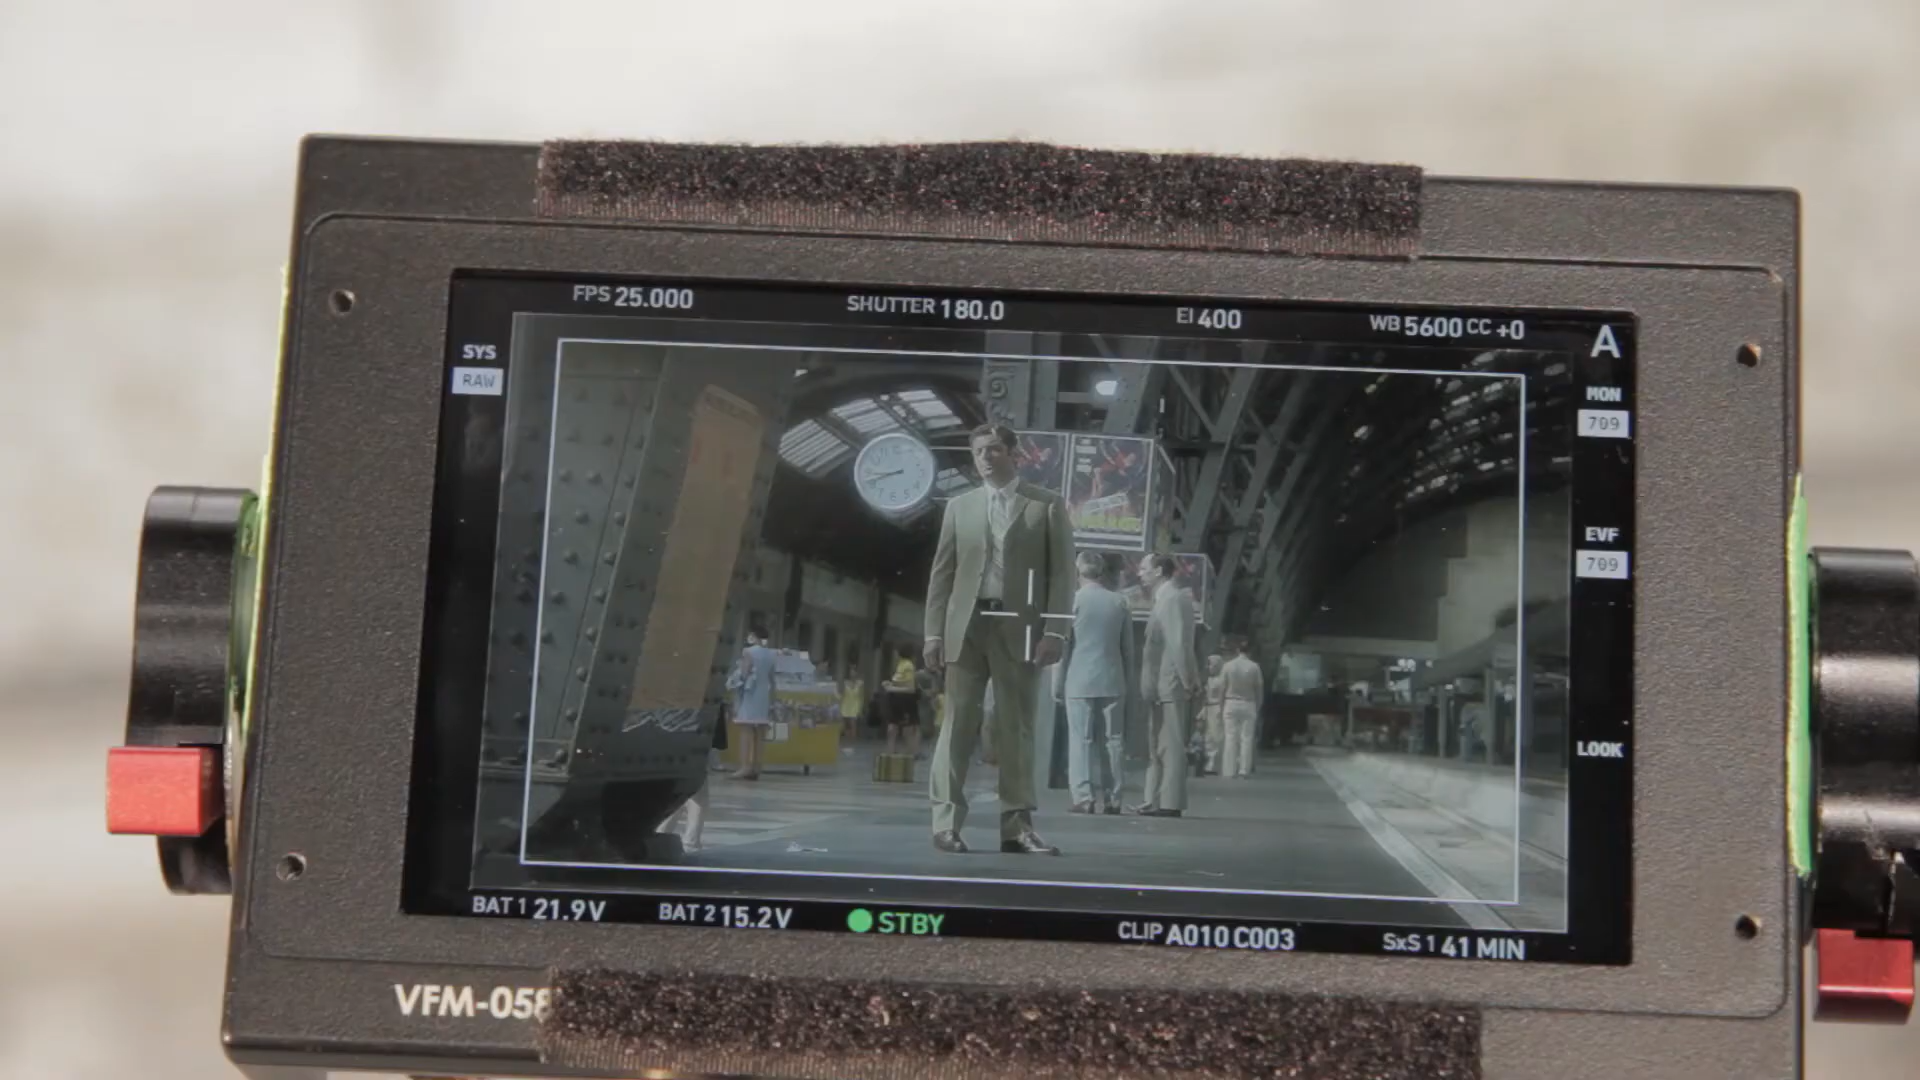 FPS 25.000 SHUTTER 180.0 EI 400 WB 5600 CC +0
A
SYS
RAW
MON
709
EVF
709
LOOK
BAT 1 21.9V BAT 2 15.2V STBY CLIP A010 C003 SxS 1 41 MIN
VFM-058